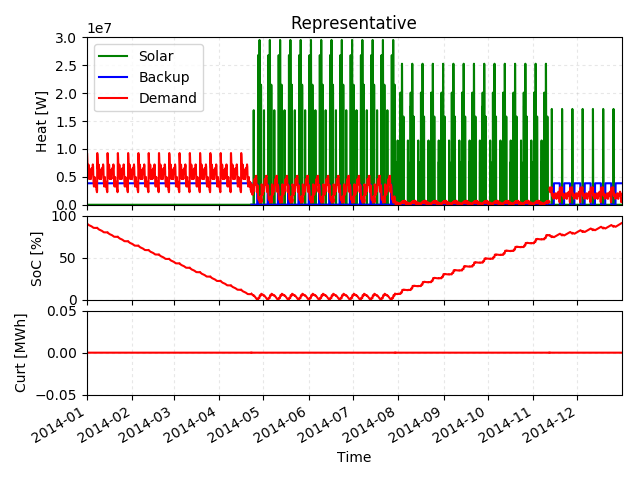 Representative
1e7
Heat [W]
3.0
2.5
2.0
1.5
1.0
0.5
0.0
Solar
Backup
Demand
SoC [%]
100
50
0
Curt [MWh]
0.05
0.00
−0.05
2014-01
2014-02
2014-03
2014-04
2014-05
2014-06
2014-07
2014-08
2014-09
2014-10
2014-11
2014-12
Time